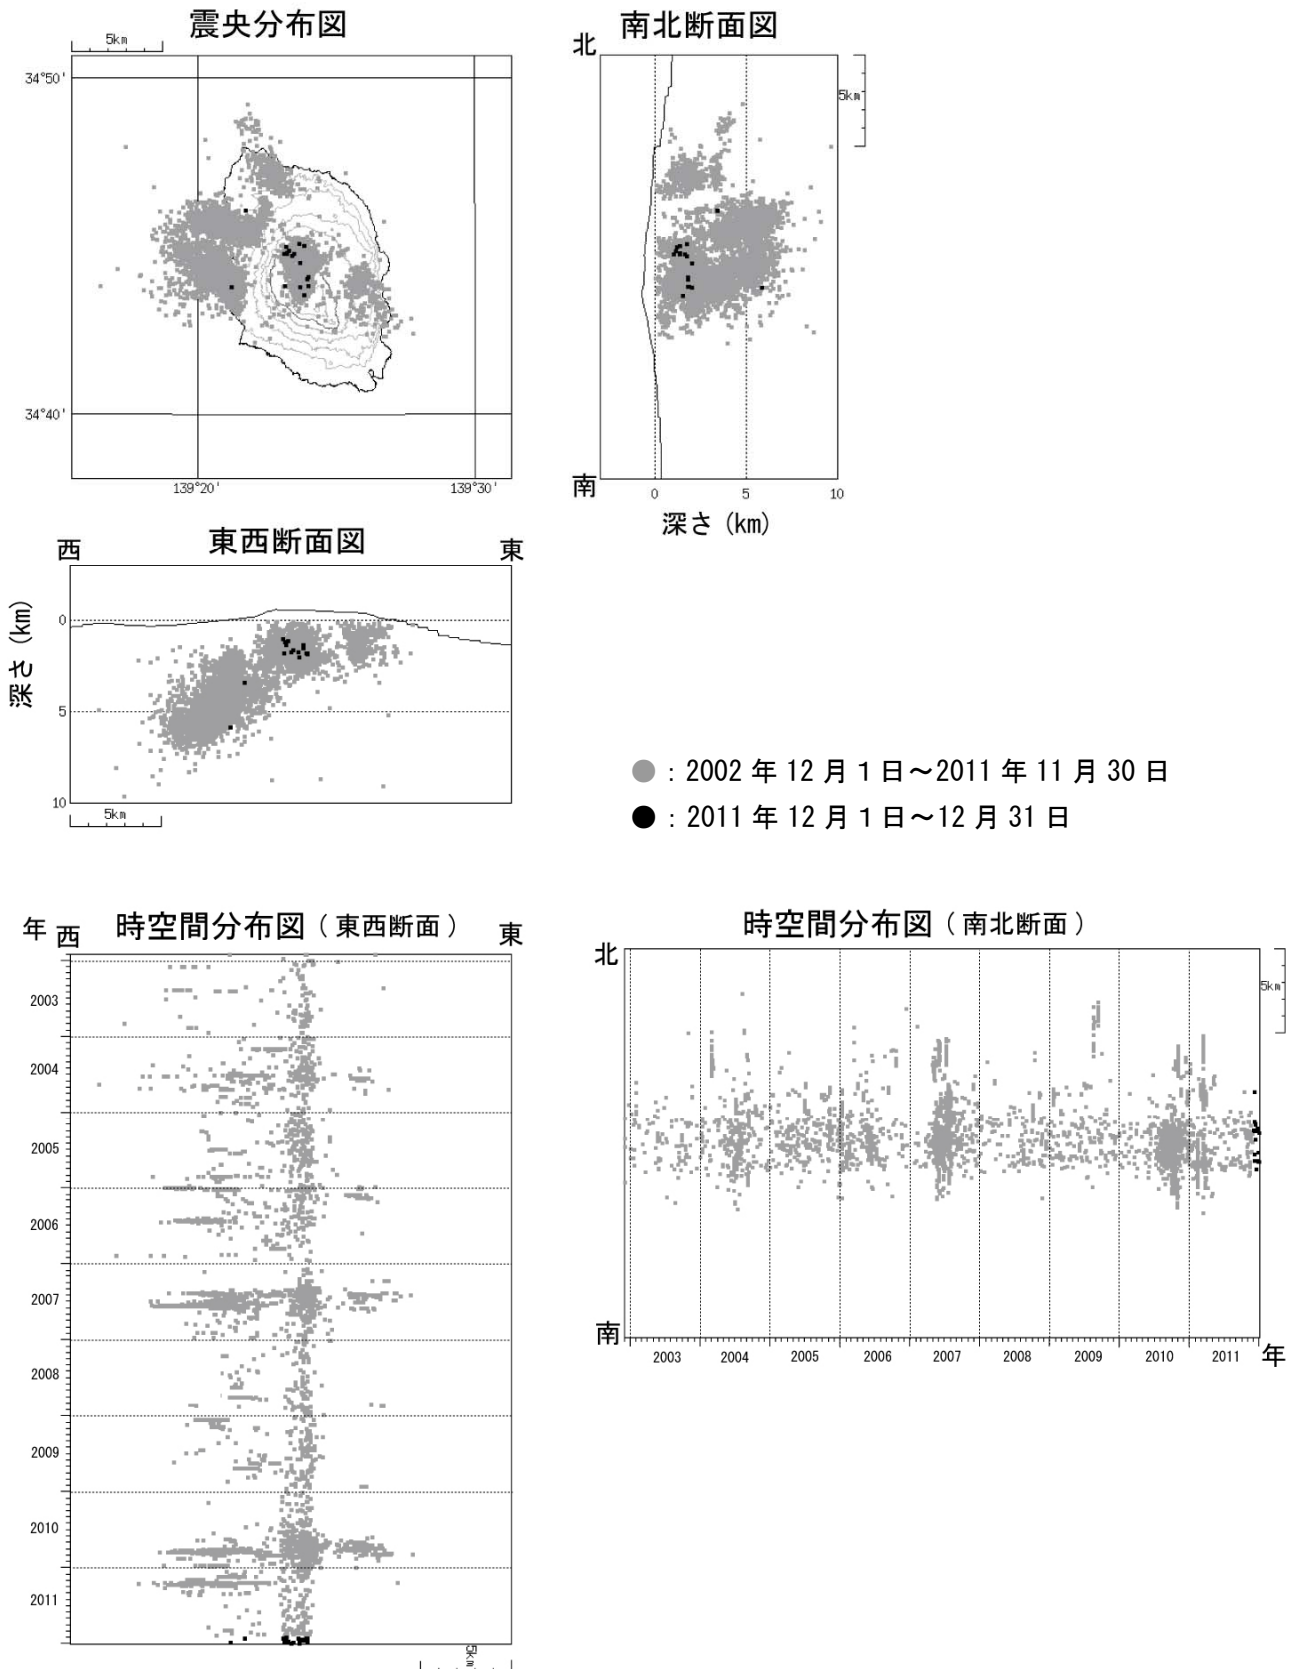 震央分布図
5km
34°50'
34°40'
139°20'
139°30'
南北断面図
北
5km
南
0
5
10
深さ (km)
東西断面図
西
東
深さ (km)
0
5
10
5km
● : 2002 年 12 月 1 日~2011 年 11 月 30 日
● : 2011 年 12 月 1 日~12 月 31 日
時空間分布図 ( 東西断面 )
年
西
東
2003
2004
2005
2006
2007
2008
2009
2010
2011
5km
時空間分布図 ( 南北断面 )
北
5km
南
2003
2004
2005
2006
2007
2008
2009
2010
2011
年